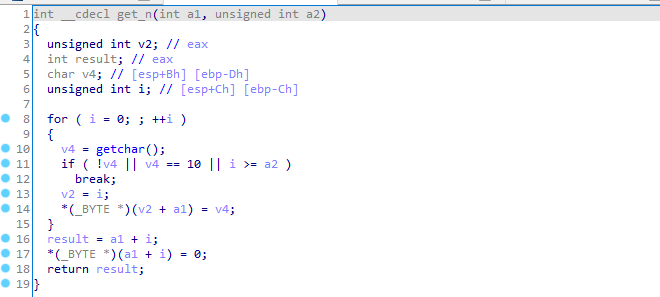 1 int __cdecl get_n(int a1, unsigned int a2)
2 {
3 unsigned int v2; // eax
4 int result; // eax
5 char v4; // [esp+Bh] [ebp-Dh]
6 unsigned int i; // [esp+Ch] [ebp-Ch]
7
8 for ( i = 0; ; ++i )
9 {
10 v4 = getchar();
11 if ( !v4 || v4 == 10 || i >= a2 )
12 break;
13 v2 = i;
14 *(_BYTE *)(v2 + a1) = v4;
15 }
16 result = a1 + i;
17 *(_BYTE *)(a1 + i) = 0;
18 return result;
19 }